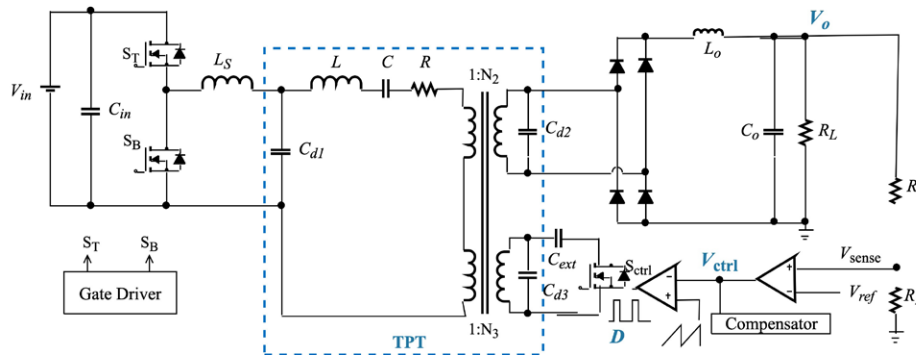 V_o
S_T
L_S
L C R
L_o
1:N_2
V_in
C_in
S_B
C_d1
C_d2
C_o
R_L
R
S_T S_B
Gate Driver
C_ext
S_ctrl
C_d3
V_ctrl
V_sense
V_ref
+
−
−
+
R
D
Compensator
1:N_3
TPT